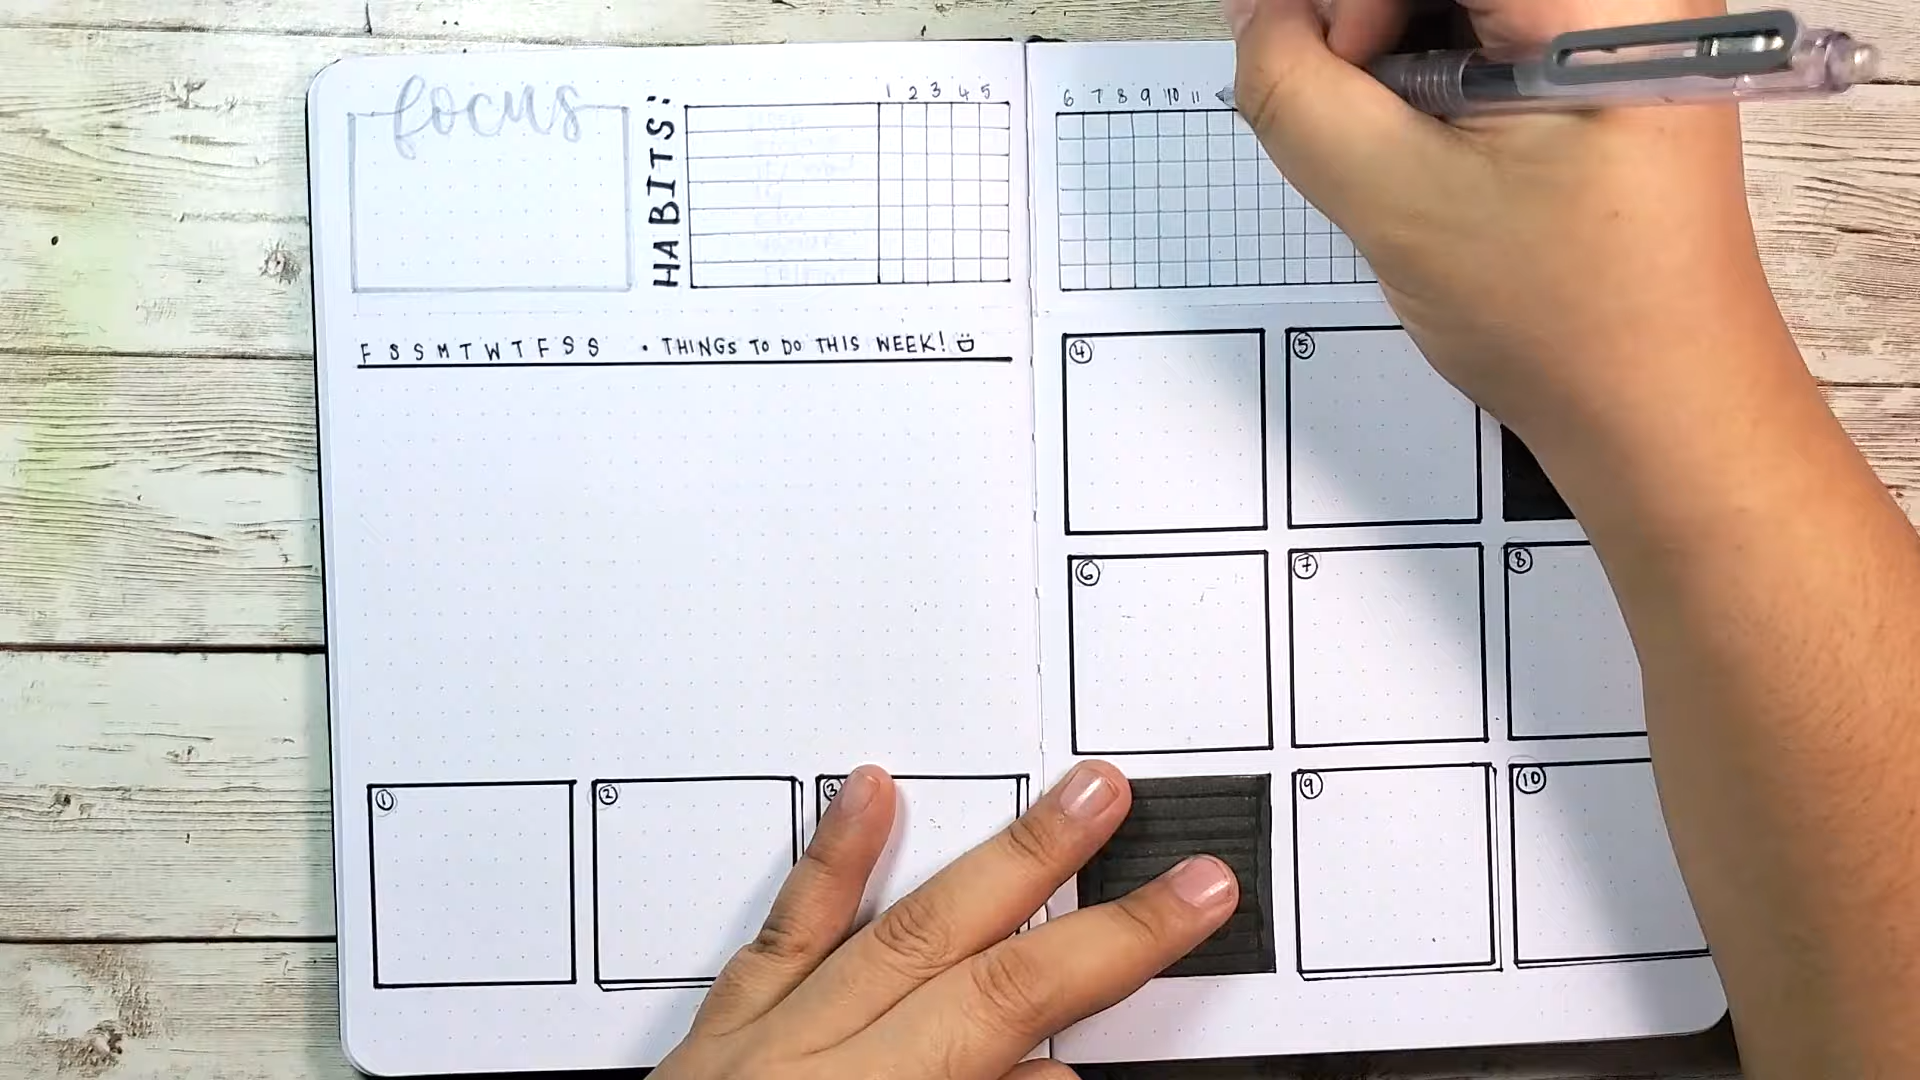 focus
HABITS:
1 2 3 4 5
6 7 8 9 10 11
F S S M T W T F S S • THINGS TO DO THIS WEEK!
4
5
6
7
8
1
2
3
9
10